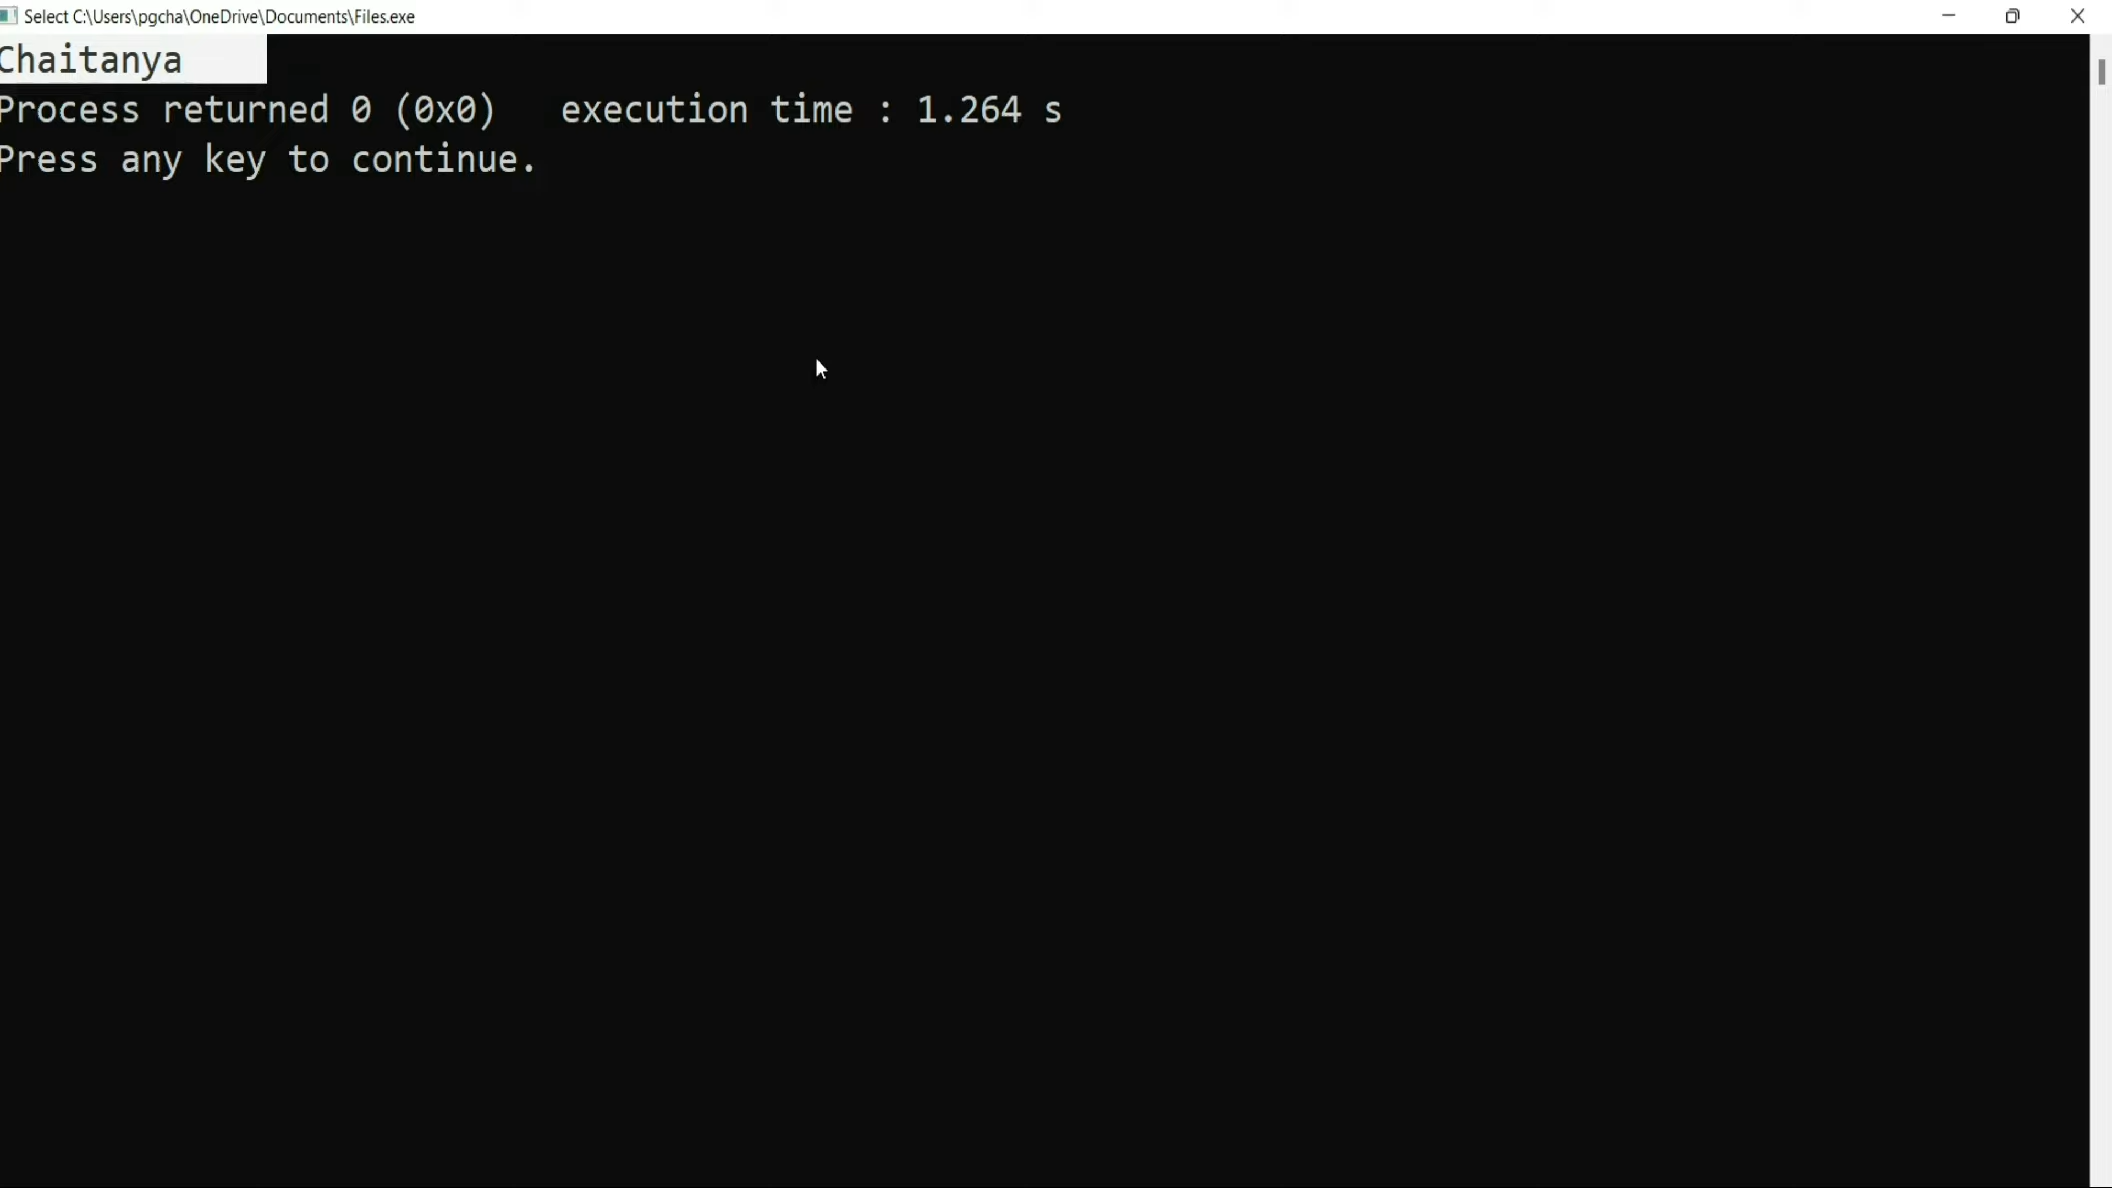 Select C:\Users\pgcha\OneDrive\Documents\Files.exe
Chaitanya
Process returned 0 (0x0)   execution time : 1.264 s
Press any key to continue.